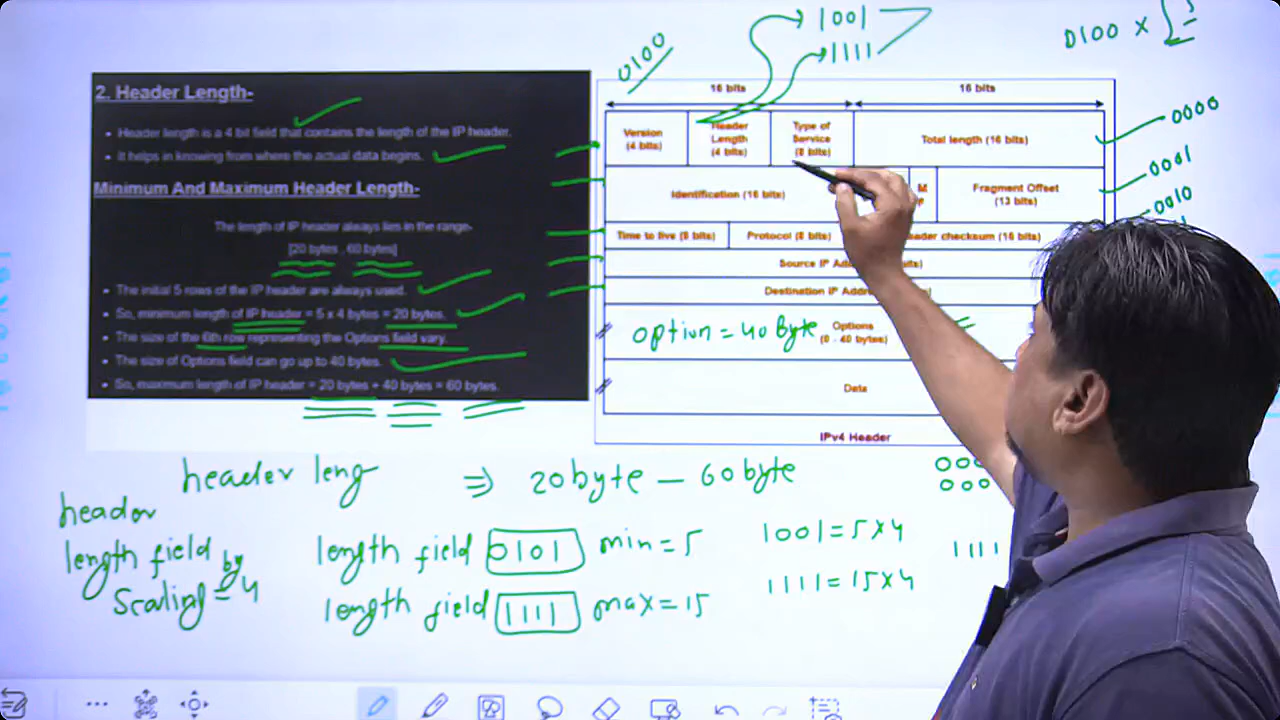 0100
1001
1111
0100 ×
2. Header Length-
• Header length is a 4 bit field that contains the length of the IP header.
• It helps in knowing from where the actual data begins.
Minimum And Maximum Header Length-
The length of IP header always lies in the range-
[20 bytes , 60 bytes]
• The initial 5 rows of the IP header are always used.
• So, minimum length of IP header = 5 x 4 bytes = 20 bytes.
• The size of the 6th row representing the Options field vary.
• The size of Options field can go up to 40 bytes.
• So, maximum length of IP header = 20 bytes + 40 bytes = 60 bytes.
16 bits 16 bits
Version (4 bits)
Header Length (4 bits)
Type of Service (8 bits)
Total length (16 bits)
0000
Identification (16 bits)
M
Fragment Offset (13 bits)
0001
0010
Time to live (8 bits)
Protocol (8 bits)
checksum (16 bits)
Source IP
Destination IP
option = 40 Byte
Options (0 - 40 bytes)
Data
IPv4 Header
header leng ⇒ 20 byte — 60 byte
header
length field by
Scaling = 4
length field 0101 min = 5
1001 = 5 × 4
length field 1111 max = 15
1111 = 15 × 4
1111